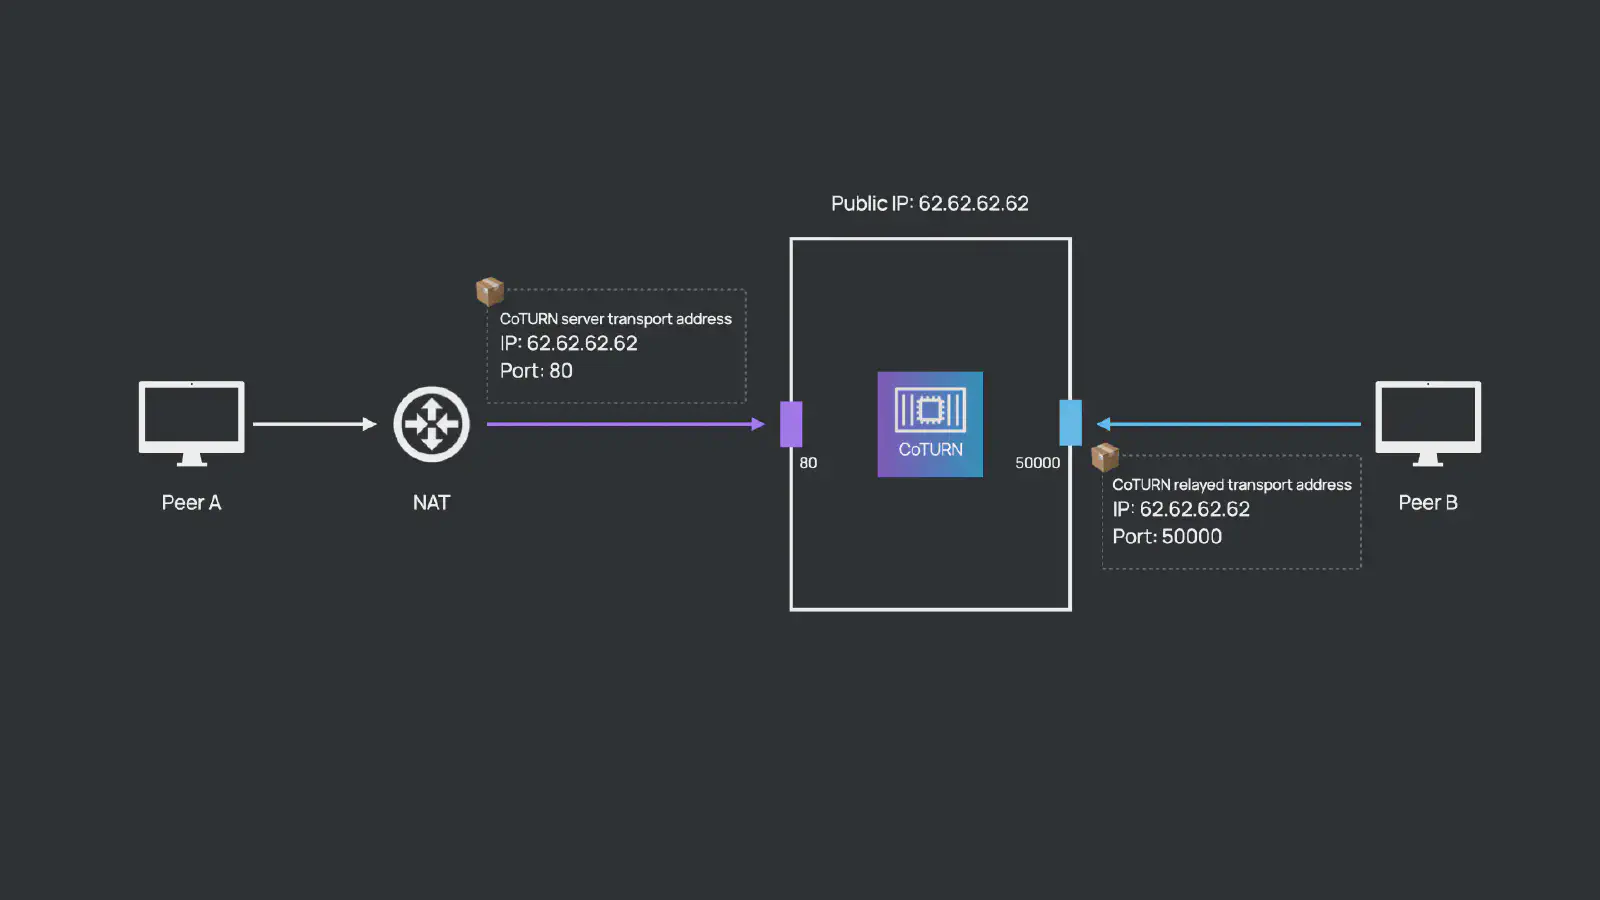 Public IP: 62.62.62.62
CoTURN server transport address
IP: 62.62.62.62
Port: 80
Peer A
NAT
80
CoTURN
50000
CoTURN relayed transport address
IP: 62.62.62.62
Port: 50000
Peer B